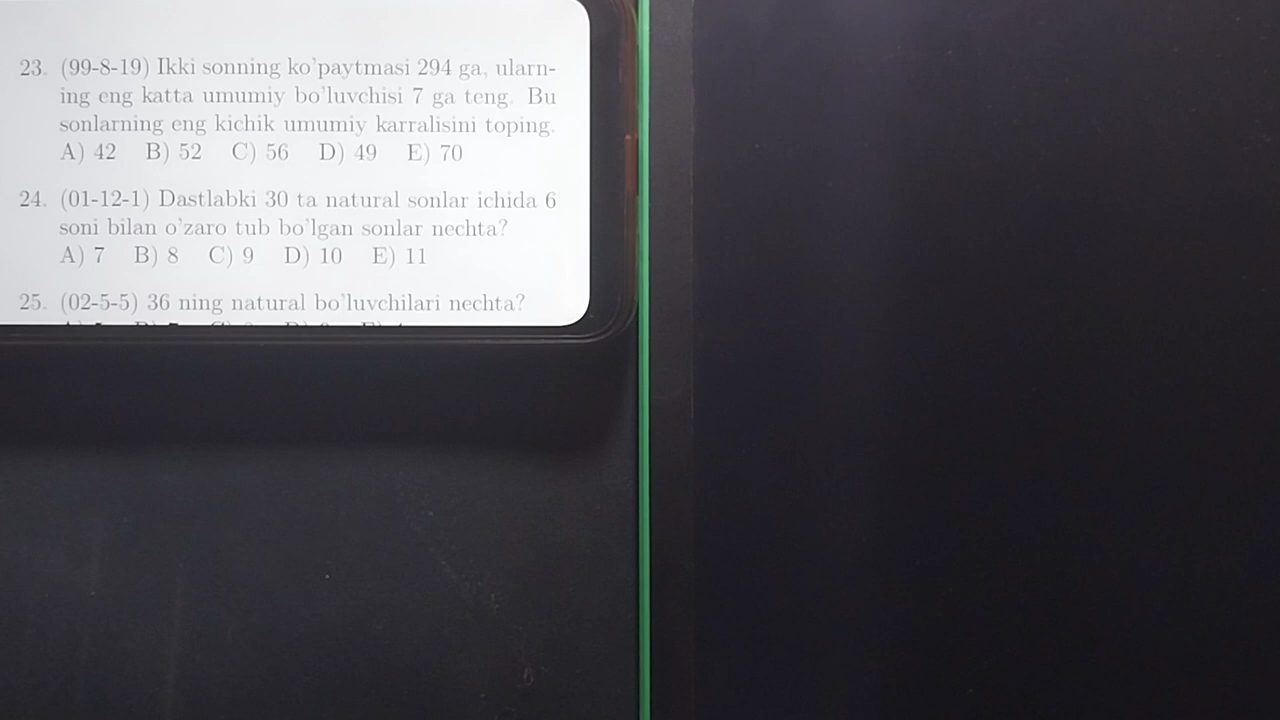 23. (99-8-19) Ikki sonning ko'paytmasi 294 ga, ularn-
ing eng katta umumiy bo'luvchisi 7 ga teng. Bu
sonlarning eng kichik umumiy karralisini toping.
A) 42 B) 52 C) 56 D) 49 E) 70
24. (01-12-1) Dastlabki 30 ta natural sonlar ichida 6
soni bilan o'zaro tub bo'lgan sonlar nechta?
A) 7 B) 8 C) 9 D) 10 E) 11
25. (02-5-5) 36 ning natural bo'luvchilari nechta?